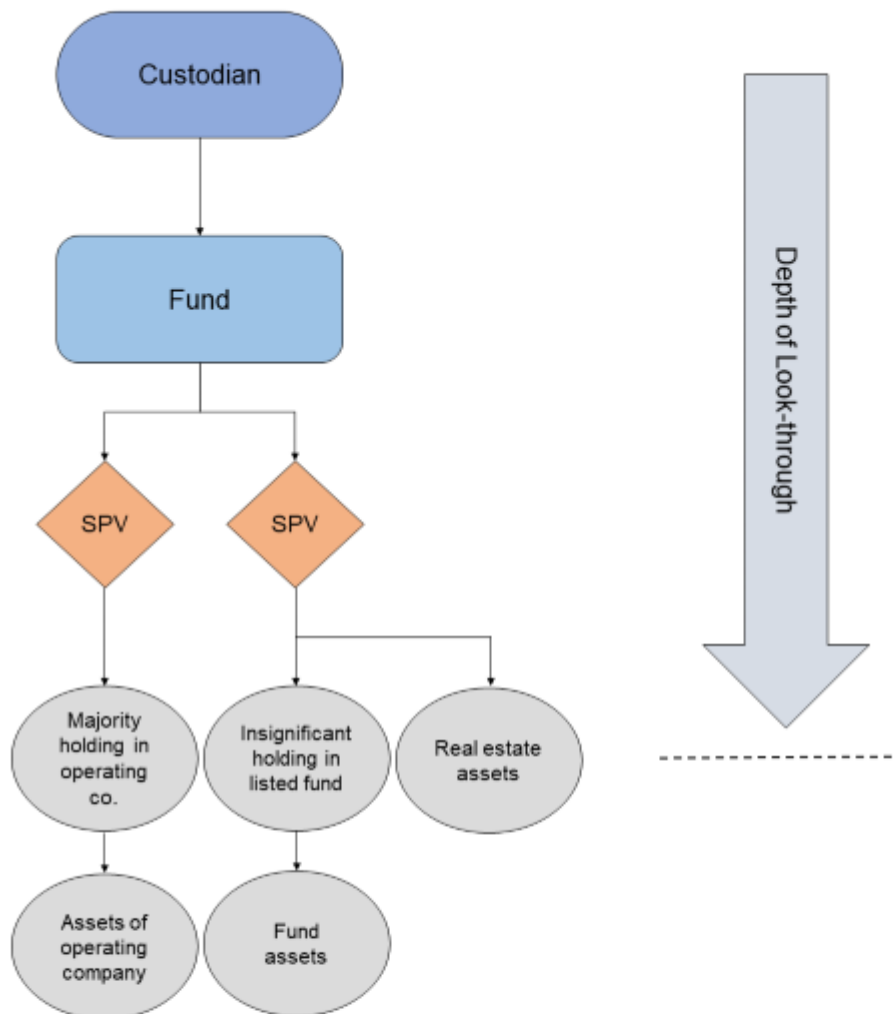 Custodian
Fund
SPV
SPV
Majority
holding in
operating
co.
Insignificant
holding in
listed fund
Real estate
assets
Assets of
operating
company
Fund
assets
Depth of Look-through